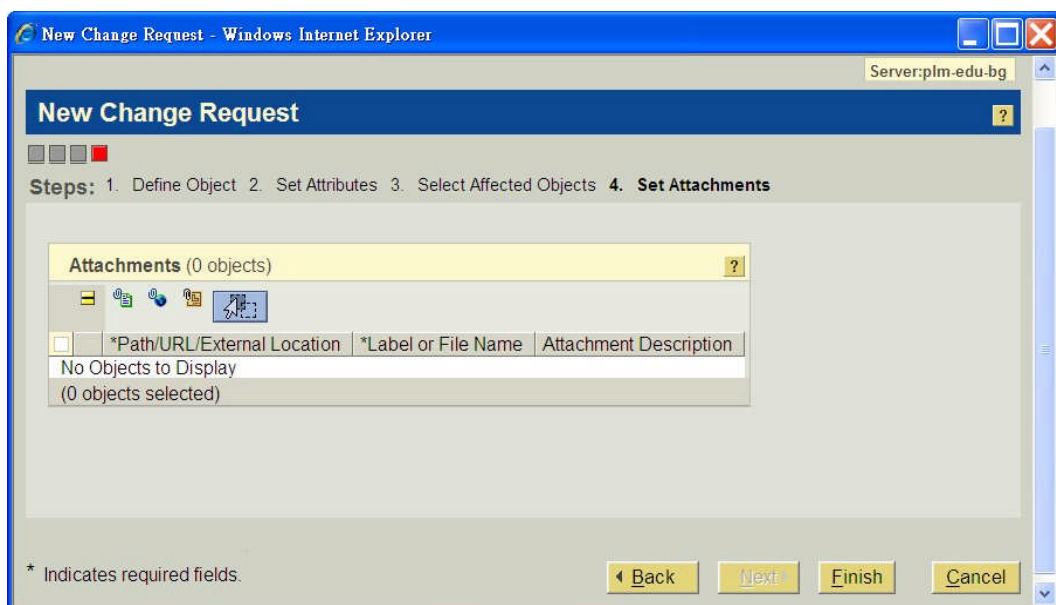 New Change Request - Windows Internet Explorer
Server:plm-edu-bg
New Change Request
?
Steps: 1. Define Object 2. Set Attributes 3. Select Affected Objects 4. Set Attachments
Attachments (0 objects)
?
*Path/URL/External Location *Label or File Name Attachment Description
No Objects to Display
(0 objects selected)
* Indicates required fields.
Back Next Finish Cancel